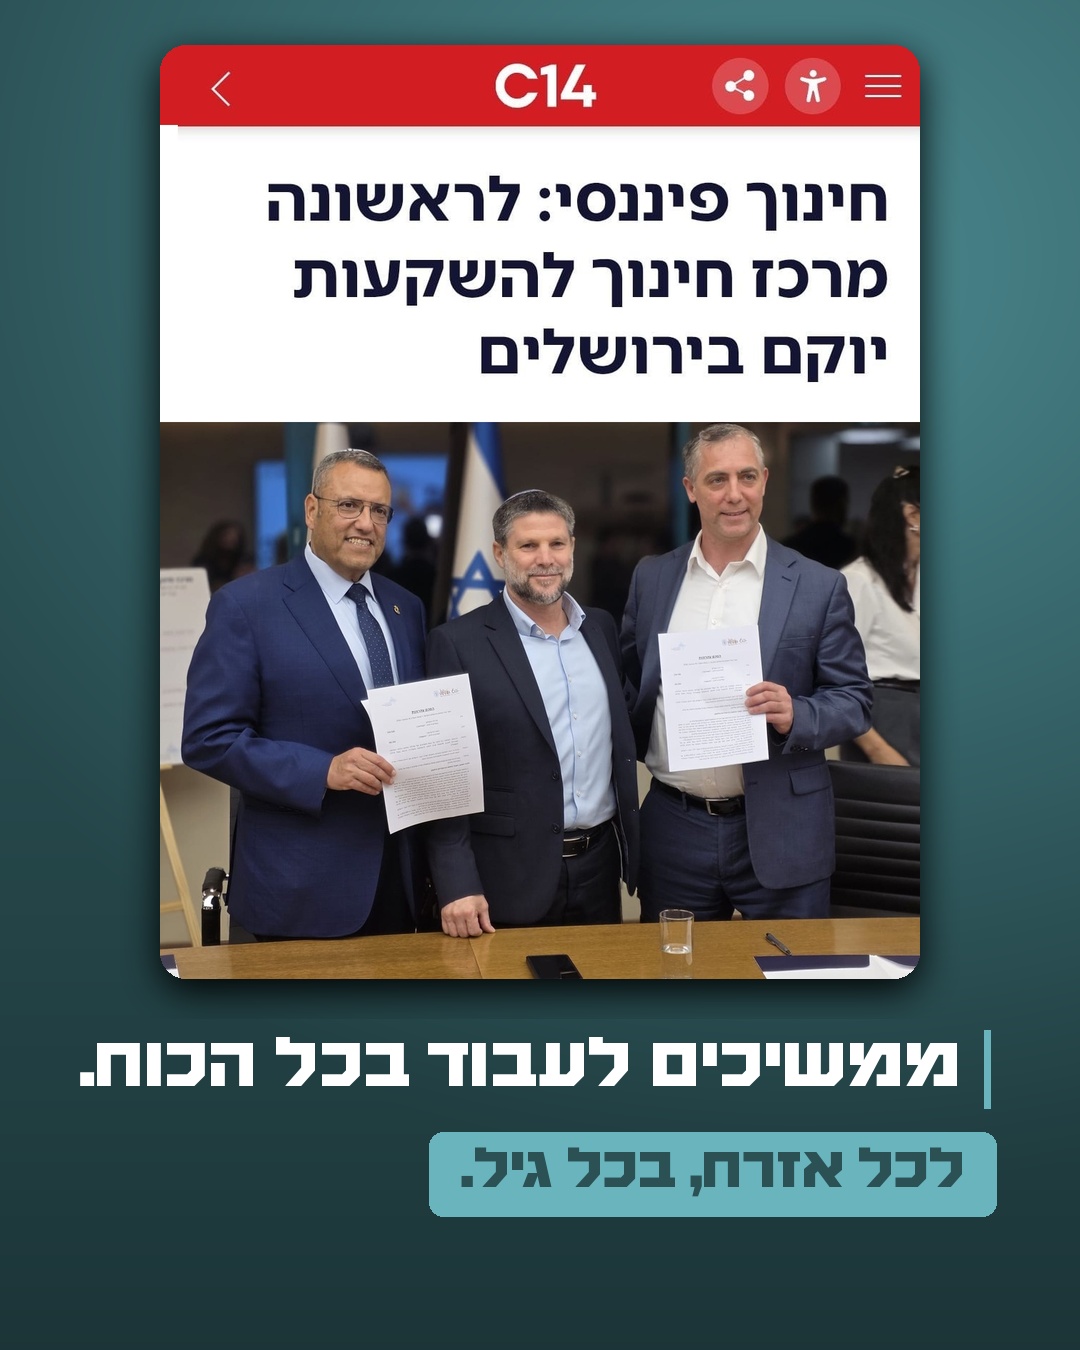 C14
חינוך פיננסי: לראשונה
מרכז חינוך להשקעות
יוקם בירושלים
ממשיכים לעבוד בכל הכוח.
לכל אזרח, בכל גיל.